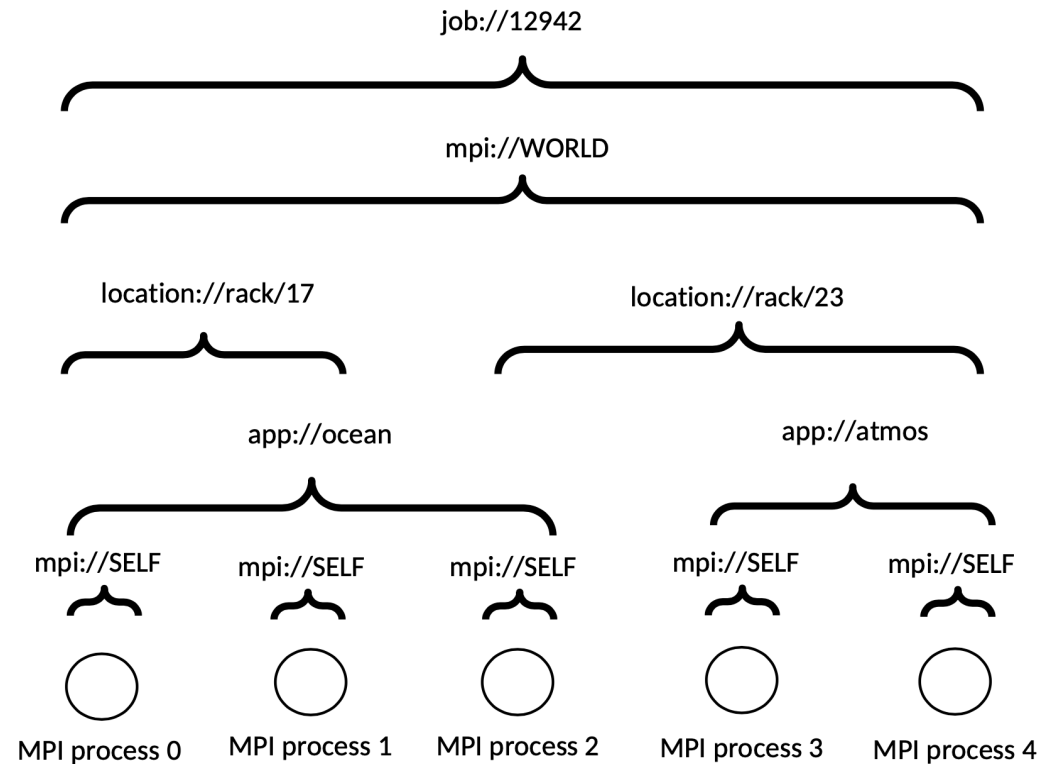 job://12942
mpi://WORLD
location://rack/17
location://rack/23
app://ocean
app://atmos
mpi://SELF
mpi://SELF
mpi://SELF
mpi://SELF
mpi://SELF
MPI process 0
MPI process 1
MPI process 2
MPI process 3
MPI process 4